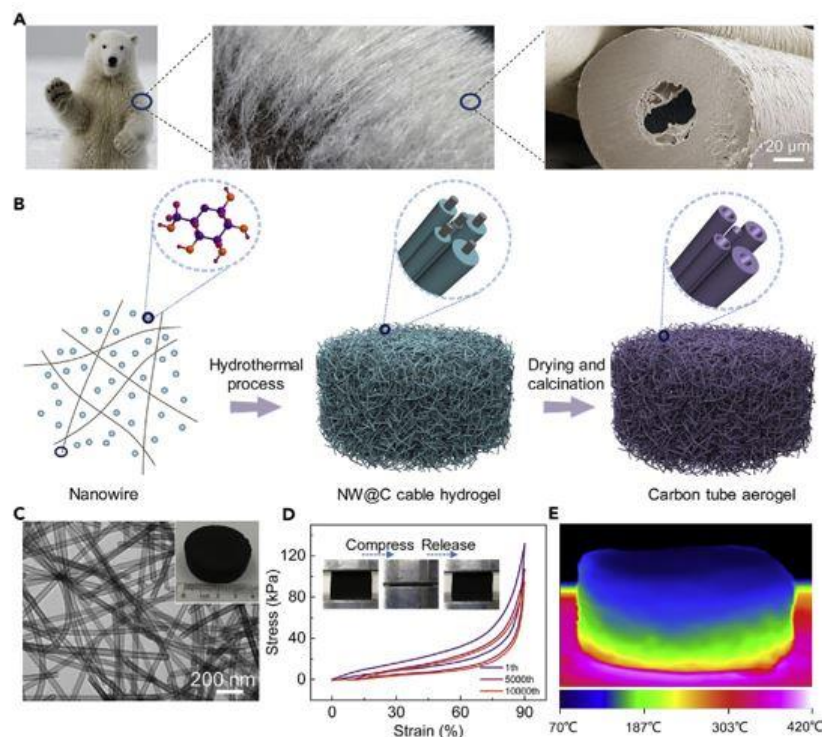 A
20 μm
B
Hydrothermal
process
Drying and
calcination
Nanowire
NW@C cable hydrogel
Carbon tube aerogel
C
200 nm
D
Stress (kPa)
120
80
40
0
Compress Release
1th
5000th
10000th
0 30 60 90
Strain (%)
E
70℃ 187℃ 303℃ 420℃